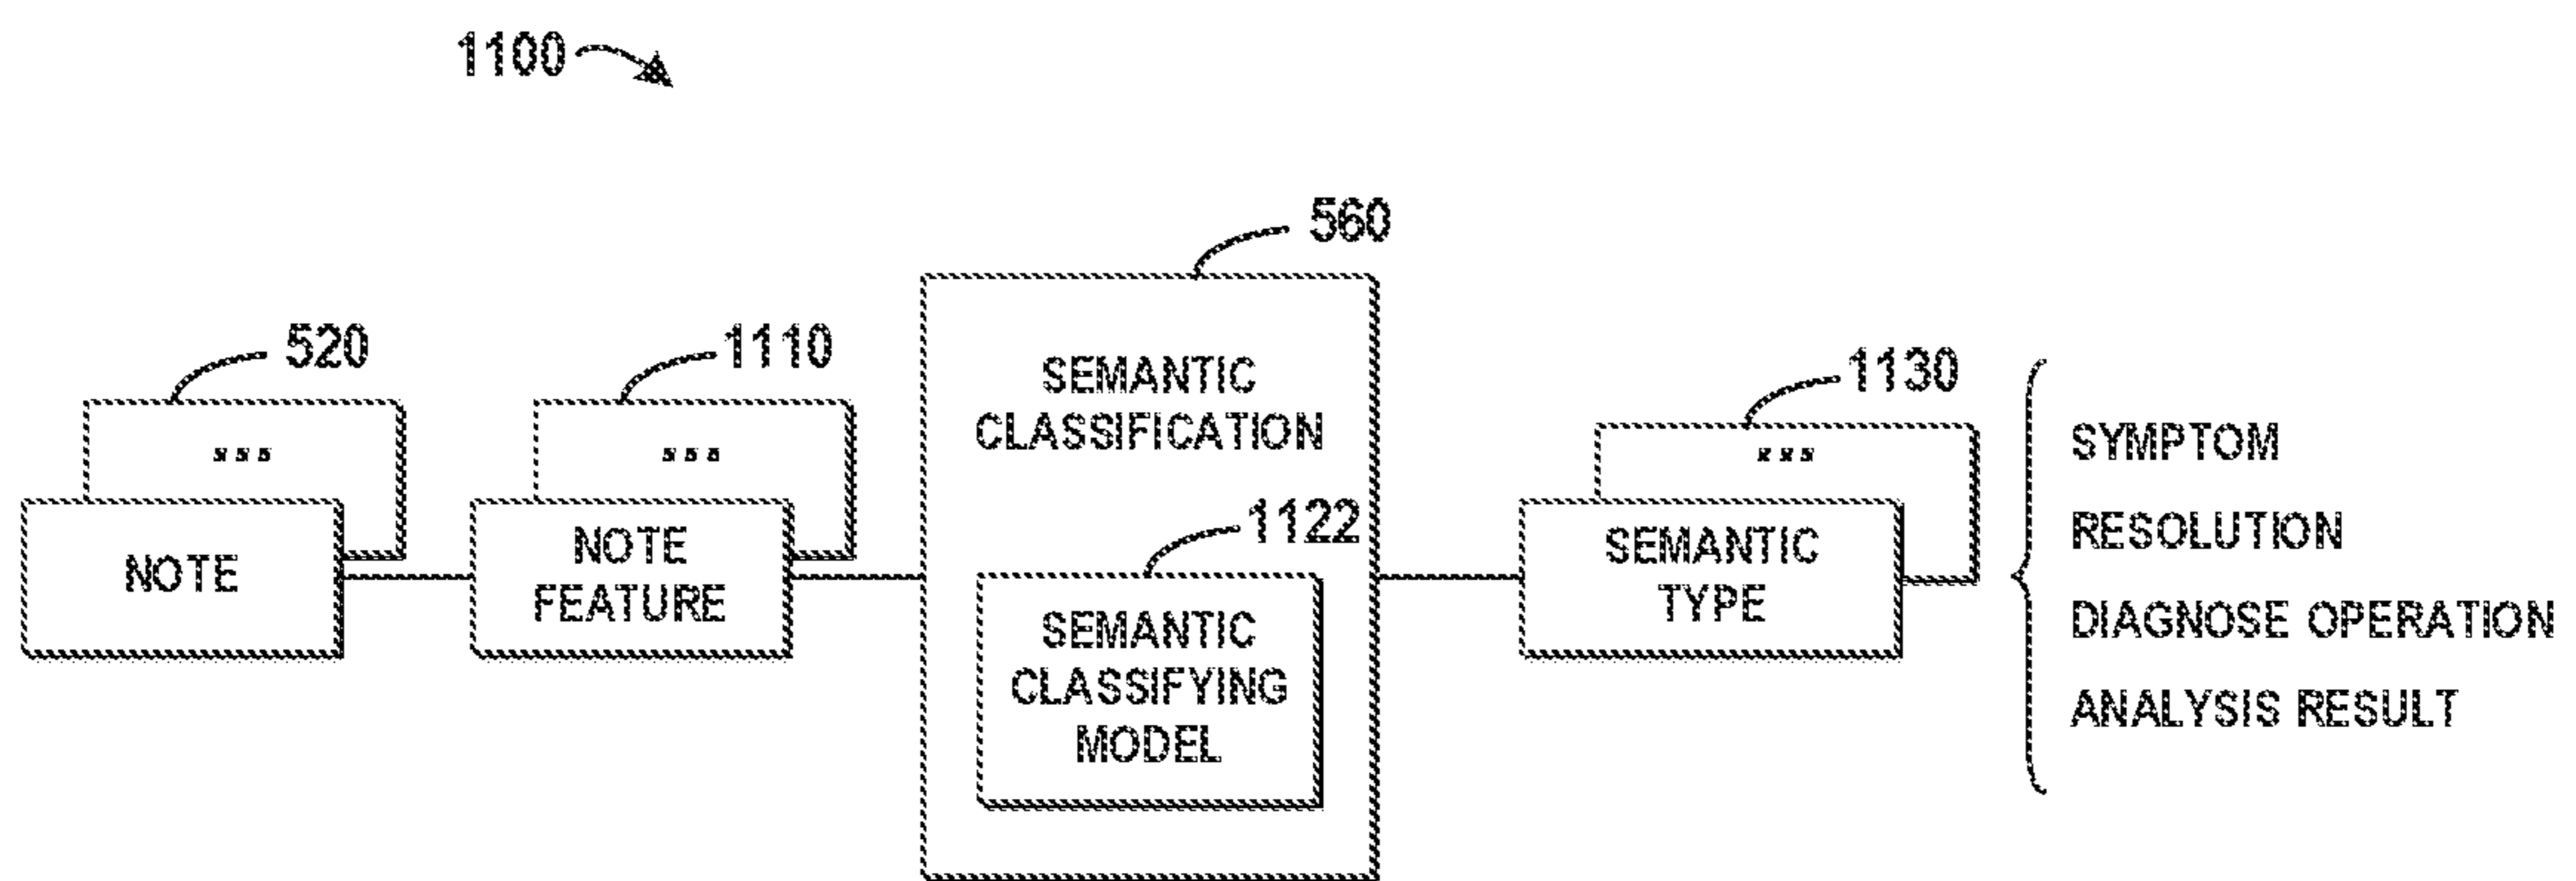 1100
560
520
1110
1130
SEMANTIC
CLASSIFICATION
...
...
...
SYMPTOM
RESOLUTION
DIAGNOSE OPERATION
ANALYSIS RESULT
NOTE
NOTE
FEATURE
1122
SEMANTIC
CLASSIFYING
MODEL
SEMANTIC
TYPE